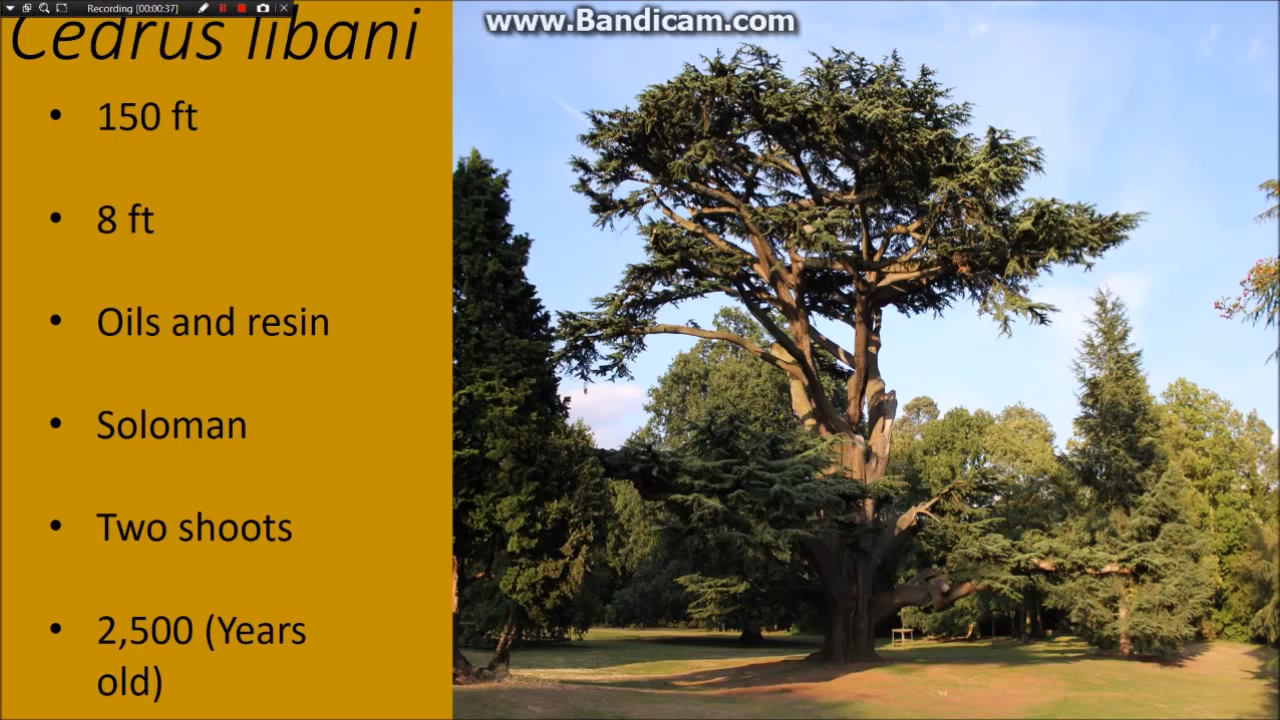 Recording [00:00:37]
www.Bandicam.com
Cedrus libani
• 150 ft
• 8 ft
• Oils and resin
• Soloman
• Two shoots
• 2,500 (Years
old)